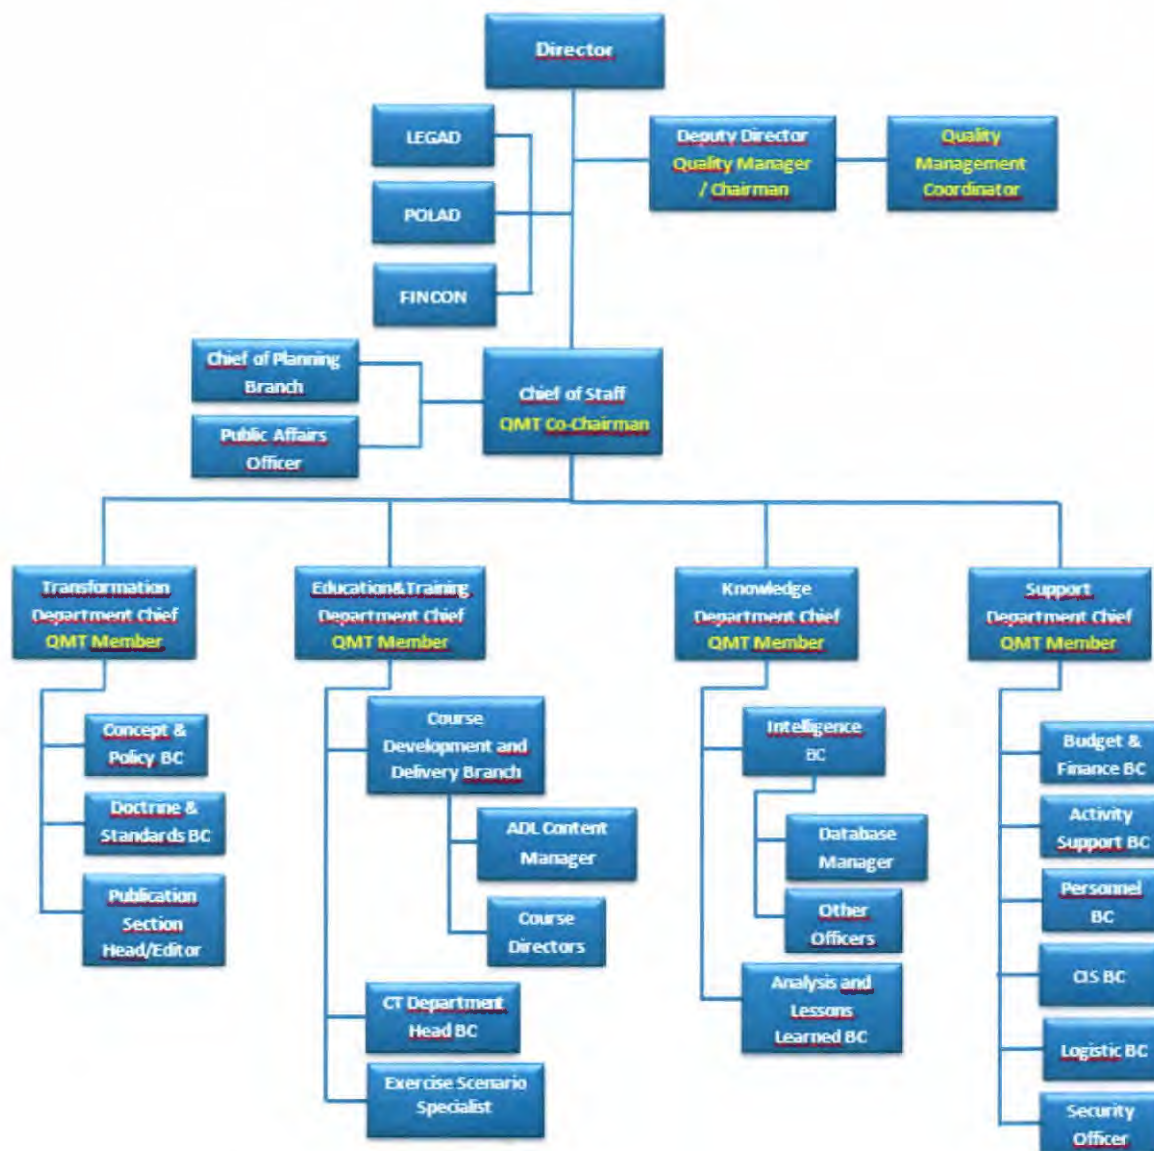 Director
LEGAD
POLAD
FINCON
Deputy Director
Quality Manager
/ Chairman
Quality
Management
Coordinator
Chief of Planning
Branch
Public Affairs
Officer
Chief of Staff
QMT Co-Chairman
Transformation
Department Chief
QMT Member
Education&Training
Department Chief
QMT Member
Knowledge
Department Chief
QMT Member
Support
Department Chief
QMT Member
Concept &
Policy BC
Doctrine &
Standards BC
Publication
Section
Head/Editor
Course
Development and
Delivery Branch
ADL Content
Manager
Course
Directors
CT Department
Head BC
Exercise Scenario
Specialist
Intelligence
BC
Database
Manager
Other
Officers
Analysis and
Lessons
Learned BC
Budget &
Finance BC
Activity
Support BC
Personnel
BC
CIS BC
Logistic BC
Security
Officer